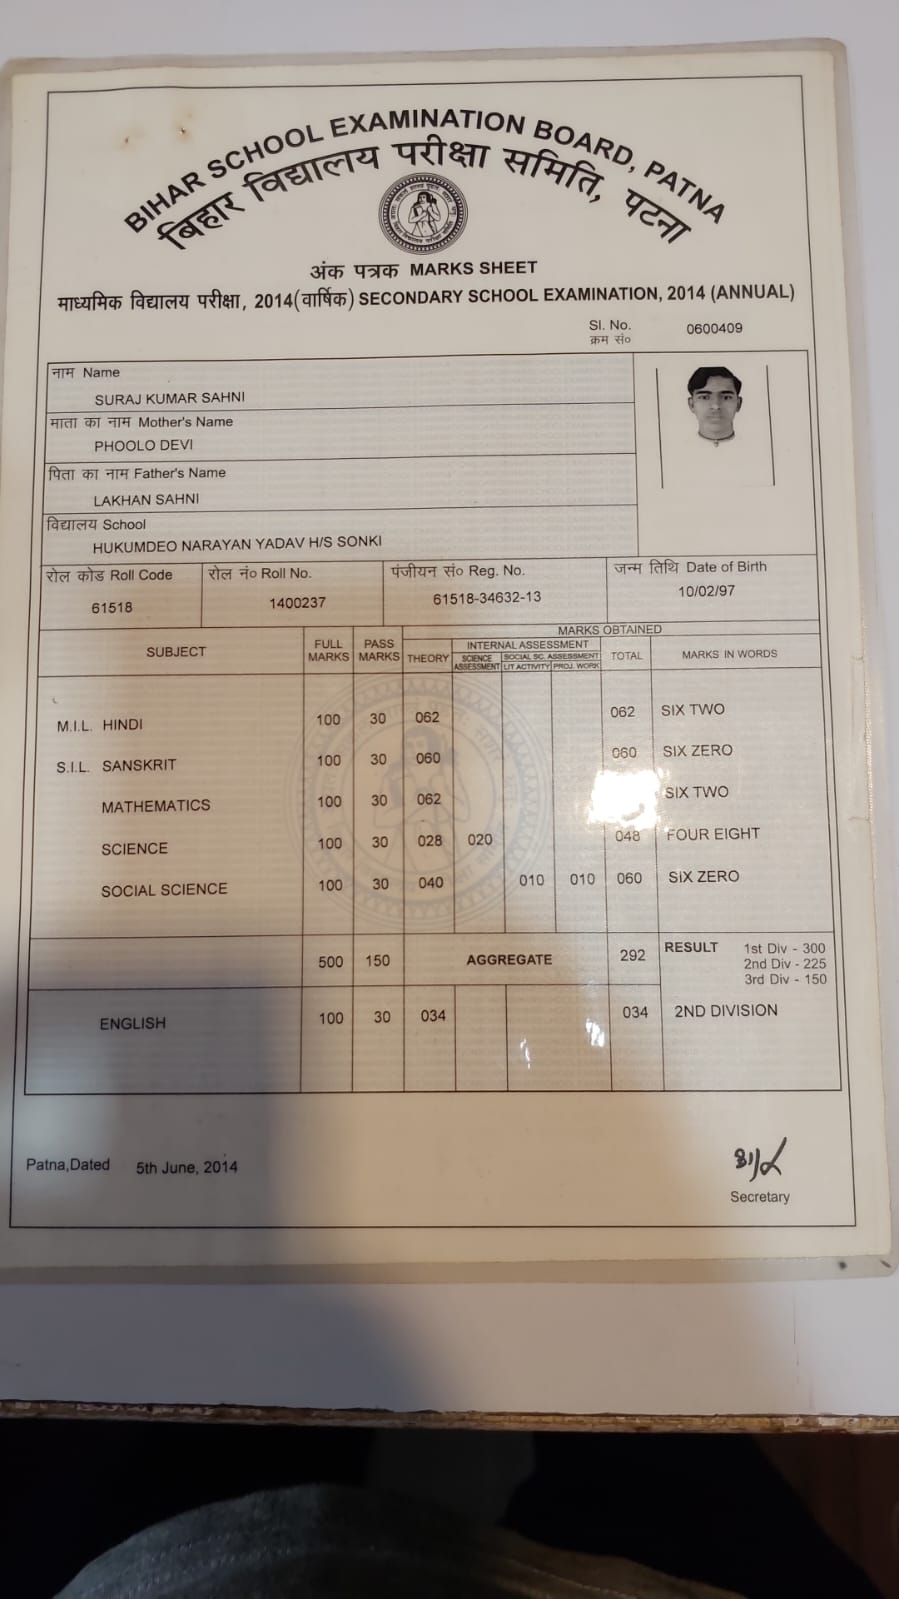 BIHAR SCHOOL EXAMINATION BOARD, PATNA
बिहार विद्यालय परीक्षा समिति, पटना
अंक पत्रक MARKS SHEET
माध्यमिक विद्यालय परीक्षा, 2014(वार्षिक) SECONDARY SCHOOL EXAMINATION, 2014 (ANNUAL)
Sl. No. 0600409
क्रम सं०
नाम Name
SURAJ KUMAR SAHNI
माता का नाम Mother's Name
PHOOLO DEVI
पिता का नाम Father's Name
LAKHAN SAHNI
विद्यालय School
HUKUMDEO NARAYAN YADAV H/S SONKI
रोल कोड Roll Code रोल नं० Roll No. पंजीयन सं० Reg. No. जन्म तिथि Date of Birth
61518 1400237 61518-34632-13 10/02/97
MARKS OBTAINED
SUBJECT FULL MARKS PASS MARKS THEORY INTERNAL ASSESSMENT TOTAL MARKS IN WORDS
SCIENCE ASSESSMENT SOCIAL SC. ASSESSMENT
LIT ACTIVITY PROJ. WORK
M.I.L. HINDI 100 30 062 062 SIX TWO
S.I.L. SANSKRIT 100 30 060 060 SIX ZERO
MATHEMATICS 100 30 062 SIX TWO
SCIENCE 100 30 028 020 048 FOUR EIGHT
SOCIAL SCIENCE 100 30 040 010 010 060 SIX ZERO
500 150 AGGREGATE 292 RESULT 1st Div - 300
2nd Div - 225
3rd Div - 150
ENGLISH 100 30 034 034 2ND DIVISION
Patna,Dated 5th June, 2014
Secretary